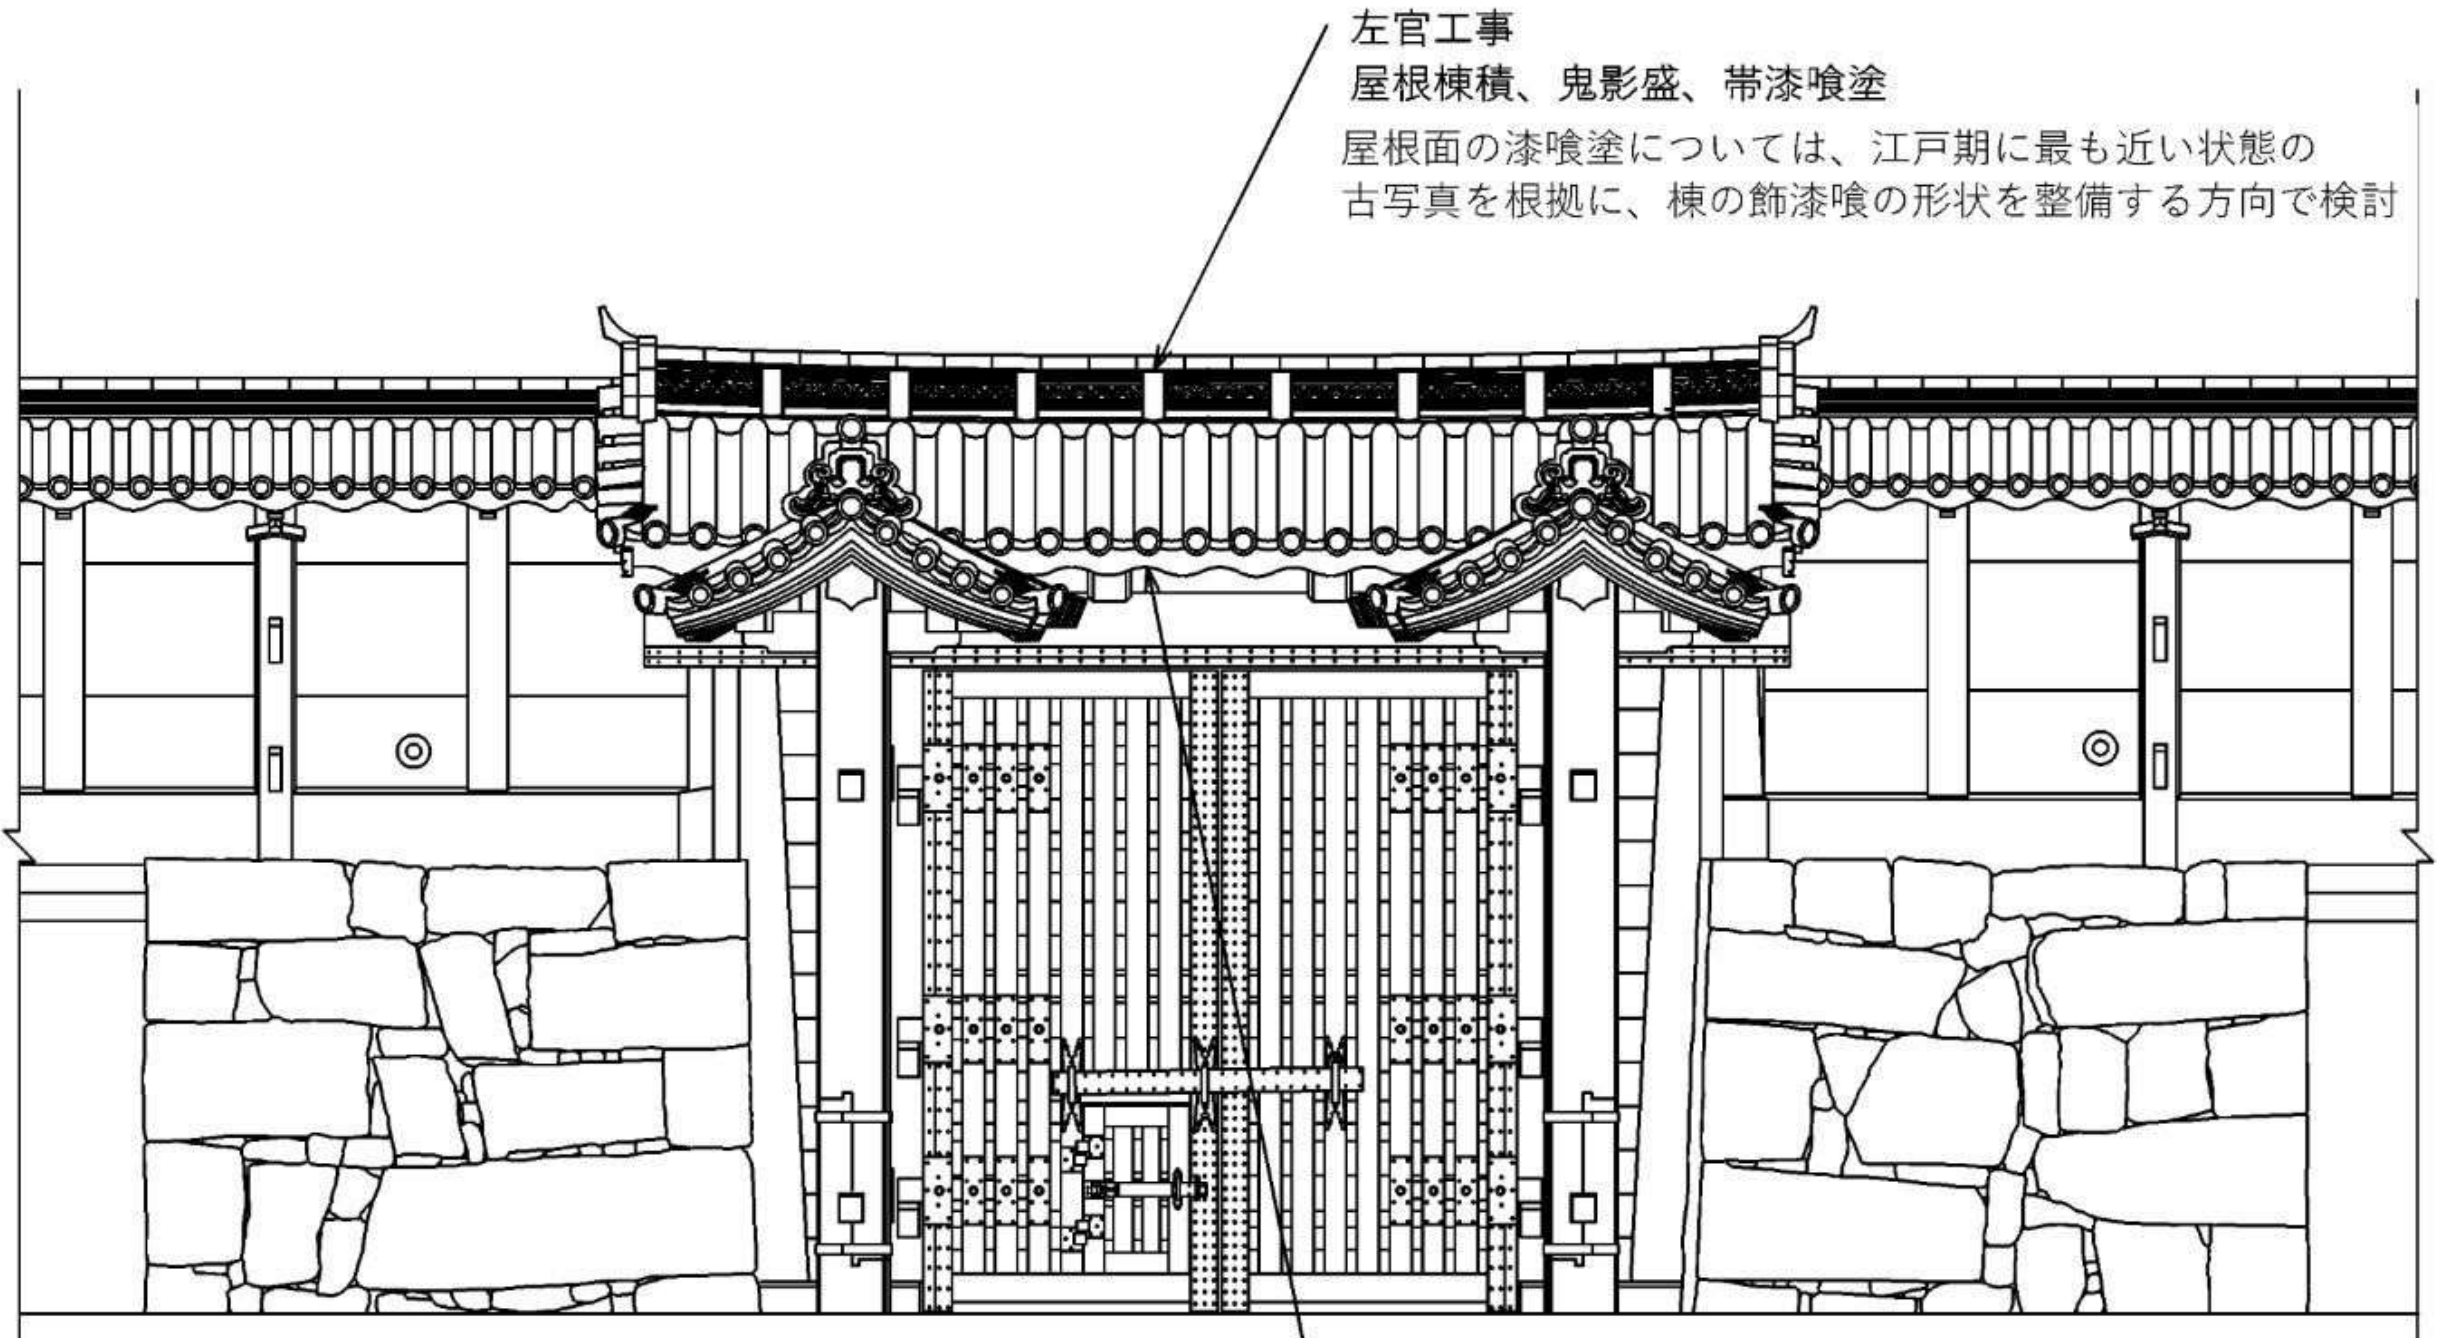 左官工事
屋根棟積、鬼影盛、帯漆喰塗
屋根面の漆喰塗については、江戸期に最も近い状態の
古写真を根拠に、棟の飾漆喰の形状を整備する方向で検討